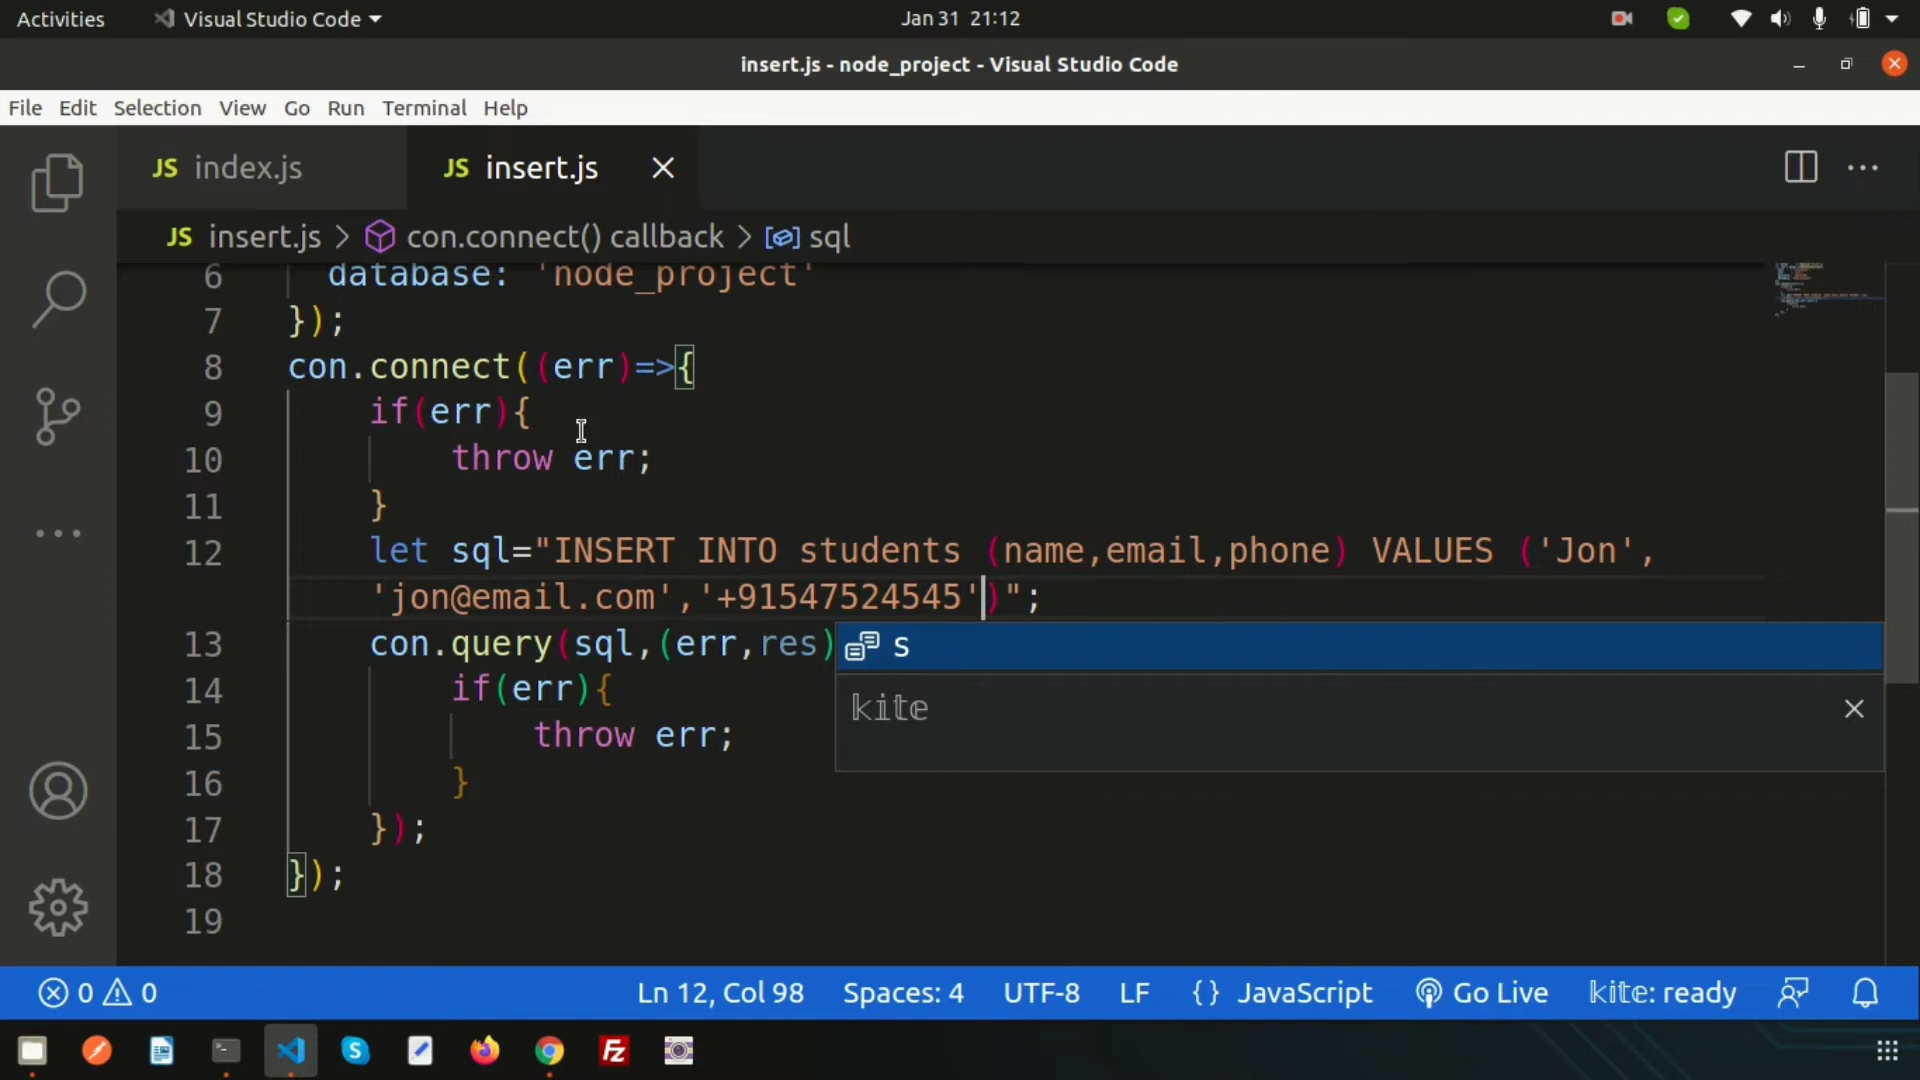 Activities
Visual Studio Code
Jan 31 21:12
insert.js - node_project - Visual Studio Code
File Edit Selection View Go Run Terminal Help
JS index.js
JS insert.js
JS insert.js > con.connect() callback > sql
6 database: 'node_project'
7 });
8 con.connect((err)=>{
9 if(err){
10 throw err;
11 }
12 let sql="INSERT INTO students (name,email,phone) VALUES ('Jon',
'jon@email.com','+91547524545')";
13 con.query(sql,(err,res)
s
kite
14 if(err){
15 throw err;
16 }
17 });
18 });
19
0 0
Ln 12, Col 98 Spaces: 4 UTF-8 LF {} JavaScript Go Live kite: ready